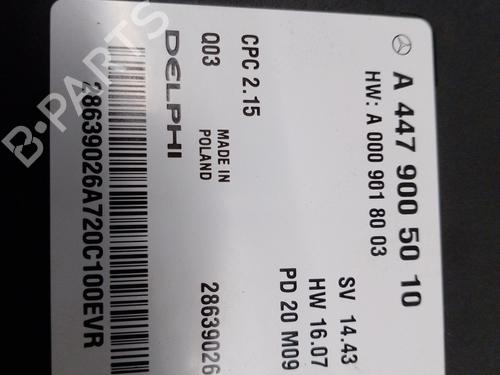 A 447 900 50 10
HW: A 000 901 80 03
SV 14.43
HW 16.07
PD 20 M09
CPC 2.15
Q03
MADE IN
POLAND
28639026
DELPHI
28639026A720C100EVR
B-PARTS